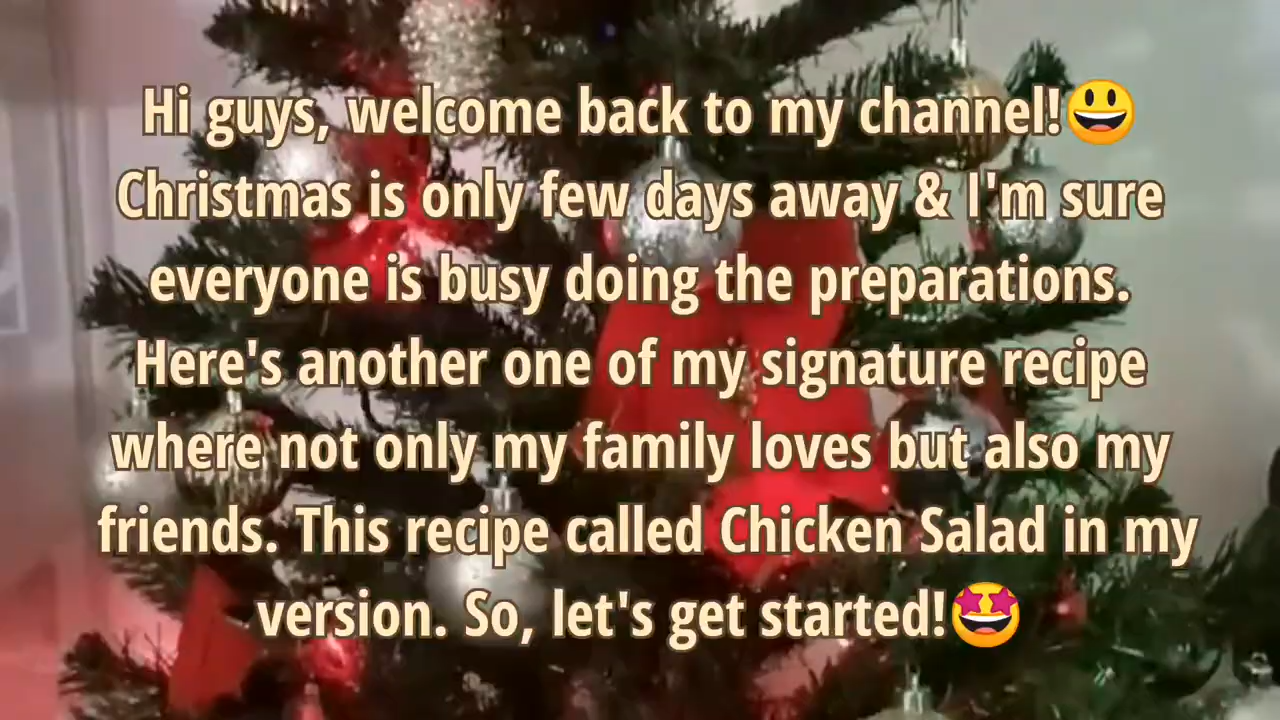 Hi guys, welcome back to my channel!😃
Christmas is only few days away & I'm sure
everyone is busy doing the preparations.
Here's another one of my signature recipe
where not only my family loves but also my
friends. This recipe called Chicken Salad in my
version. So, let's get started!🤩